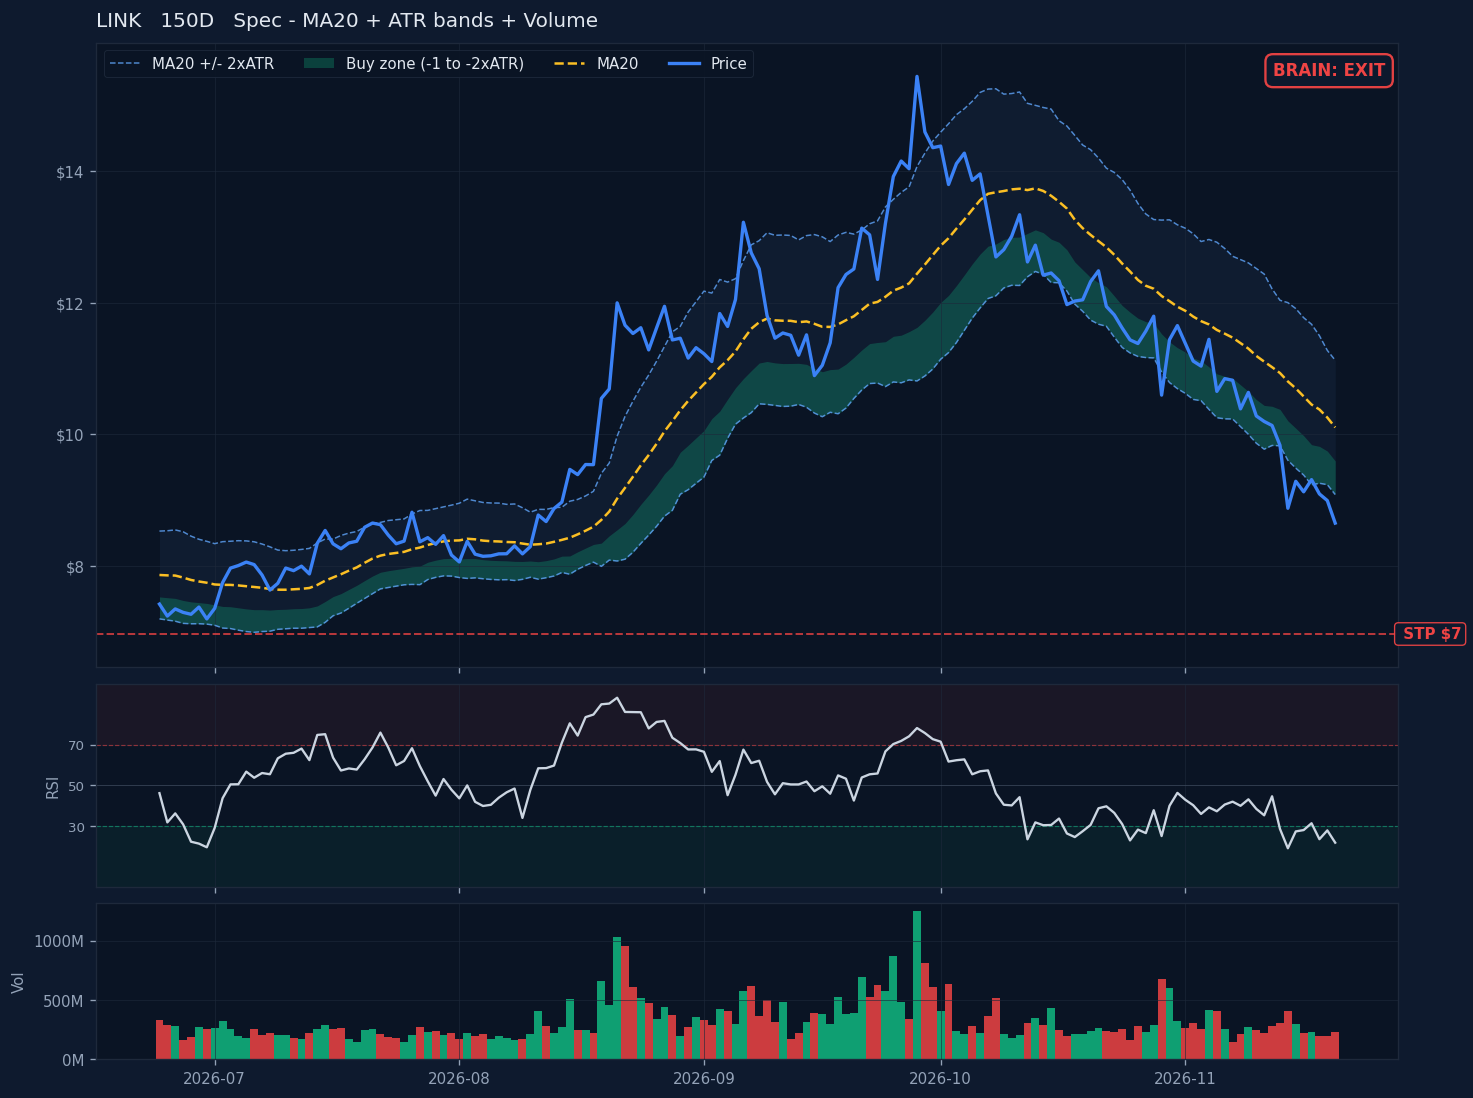 LINK   150D   Spec - MA20 + ATR bands + Volume
MA20 +/- 2xATR   Buy zone (-1 to -2xATR)   MA20   Price
BRAIN: EXIT
$14
$12
$10
$8
STP $7
RSI
70
50
30
Vol
1000M
500M
0M
2026-07   2026-08   2026-09   2026-10   2026-11